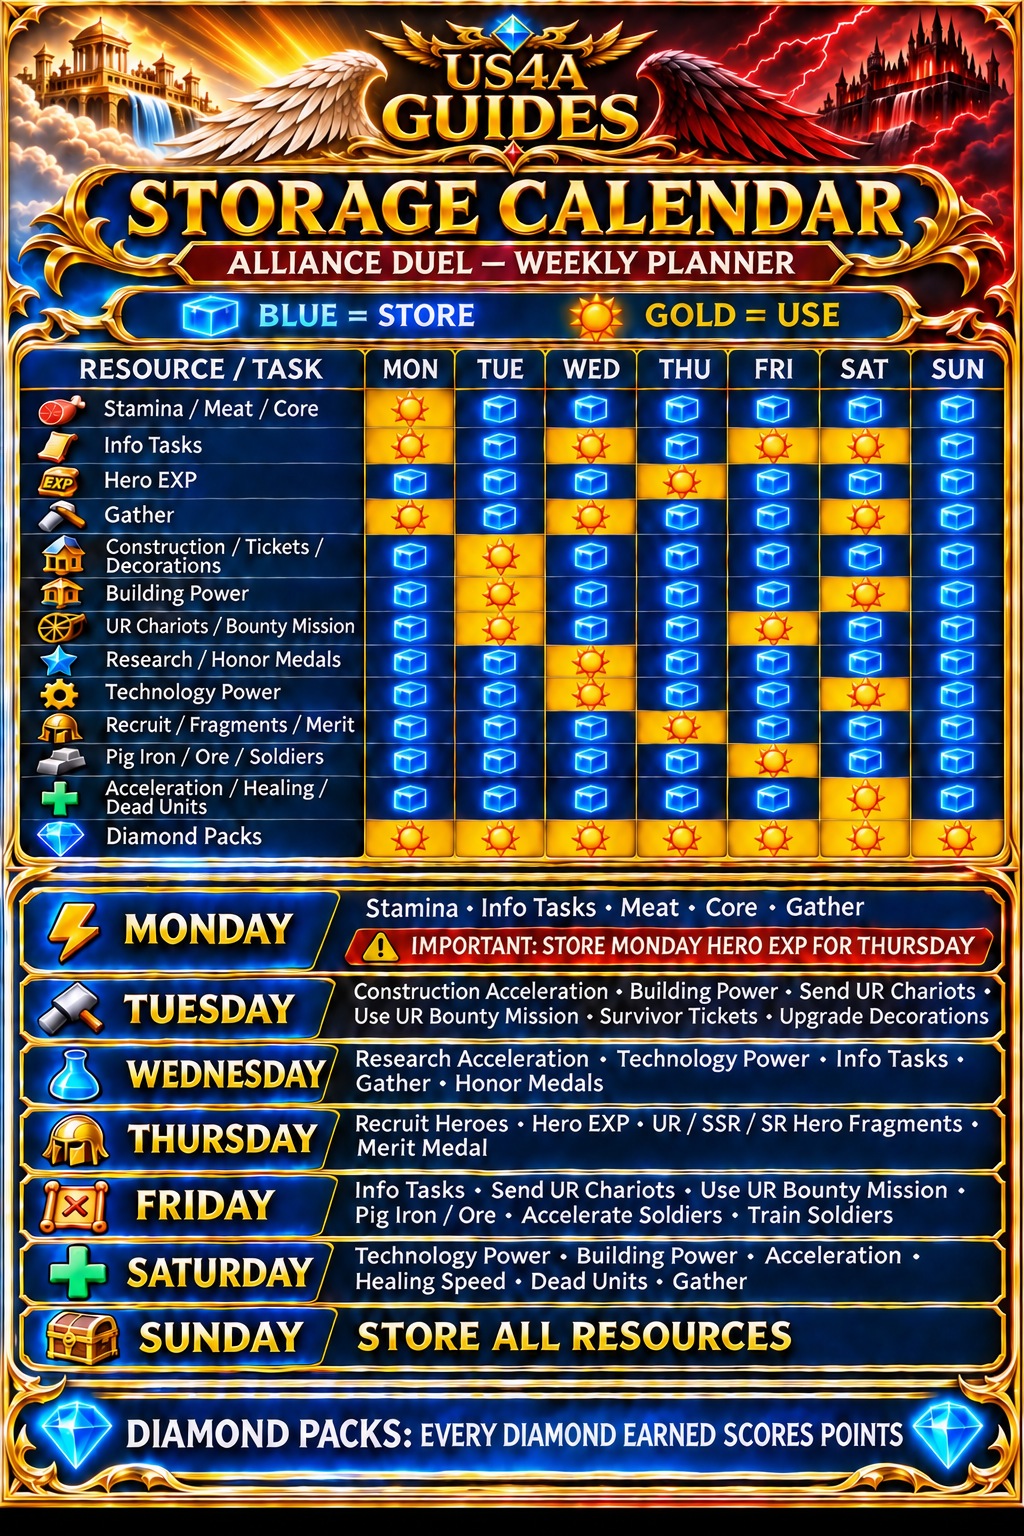 US4A
GUIDES
STORAGE CALENDAR
ALLIANCE DUEL — WEEKLY PLANNER
BLUE = STORE
GOLD = USE
RESOURCE / TASK MON TUE WED THU FRI SAT SUN
Stamina / Meat / Core
Info Tasks
EXP Hero EXP
Gather
Construction / Tickets /
Decorations
Building Power
UR Chariots / Bounty Mission
Research / Honor Medals
Technology Power
Recruit / Fragments / Merit
Pig Iron / Ore / Soldiers
Acceleration / Healing /
Dead Units
Diamond Packs
MONDAY
Stamina • Info Tasks • Meat • Core • Gather
IMPORTANT: STORE MONDAY HERO EXP FOR THURSDAY
TUESDAY
Construction Acceleration • Building Power • Send UR Chariots •
Use UR Bounty Mission • Survivor Tickets • Upgrade Decorations
WEDNESDAY
Research Acceleration • Technology Power • Info Tasks •
Gather • Honor Medals
THURSDAY
Recruit Heroes • Hero EXP • UR / SSR / SR Hero Fragments •
Merit Medal
FRIDAY
Info Tasks • Send UR Chariots • Use UR Bounty Mission •
Pig Iron / Ore • Accelerate Soldiers • Train Soldiers
SATURDAY
Technology Power • Building Power • Acceleration •
Healing Speed • Dead Units • Gather
SUNDAY
STORE ALL RESOURCES
DIAMOND PACKS: EVERY DIAMOND EARNED SCORES POINTS